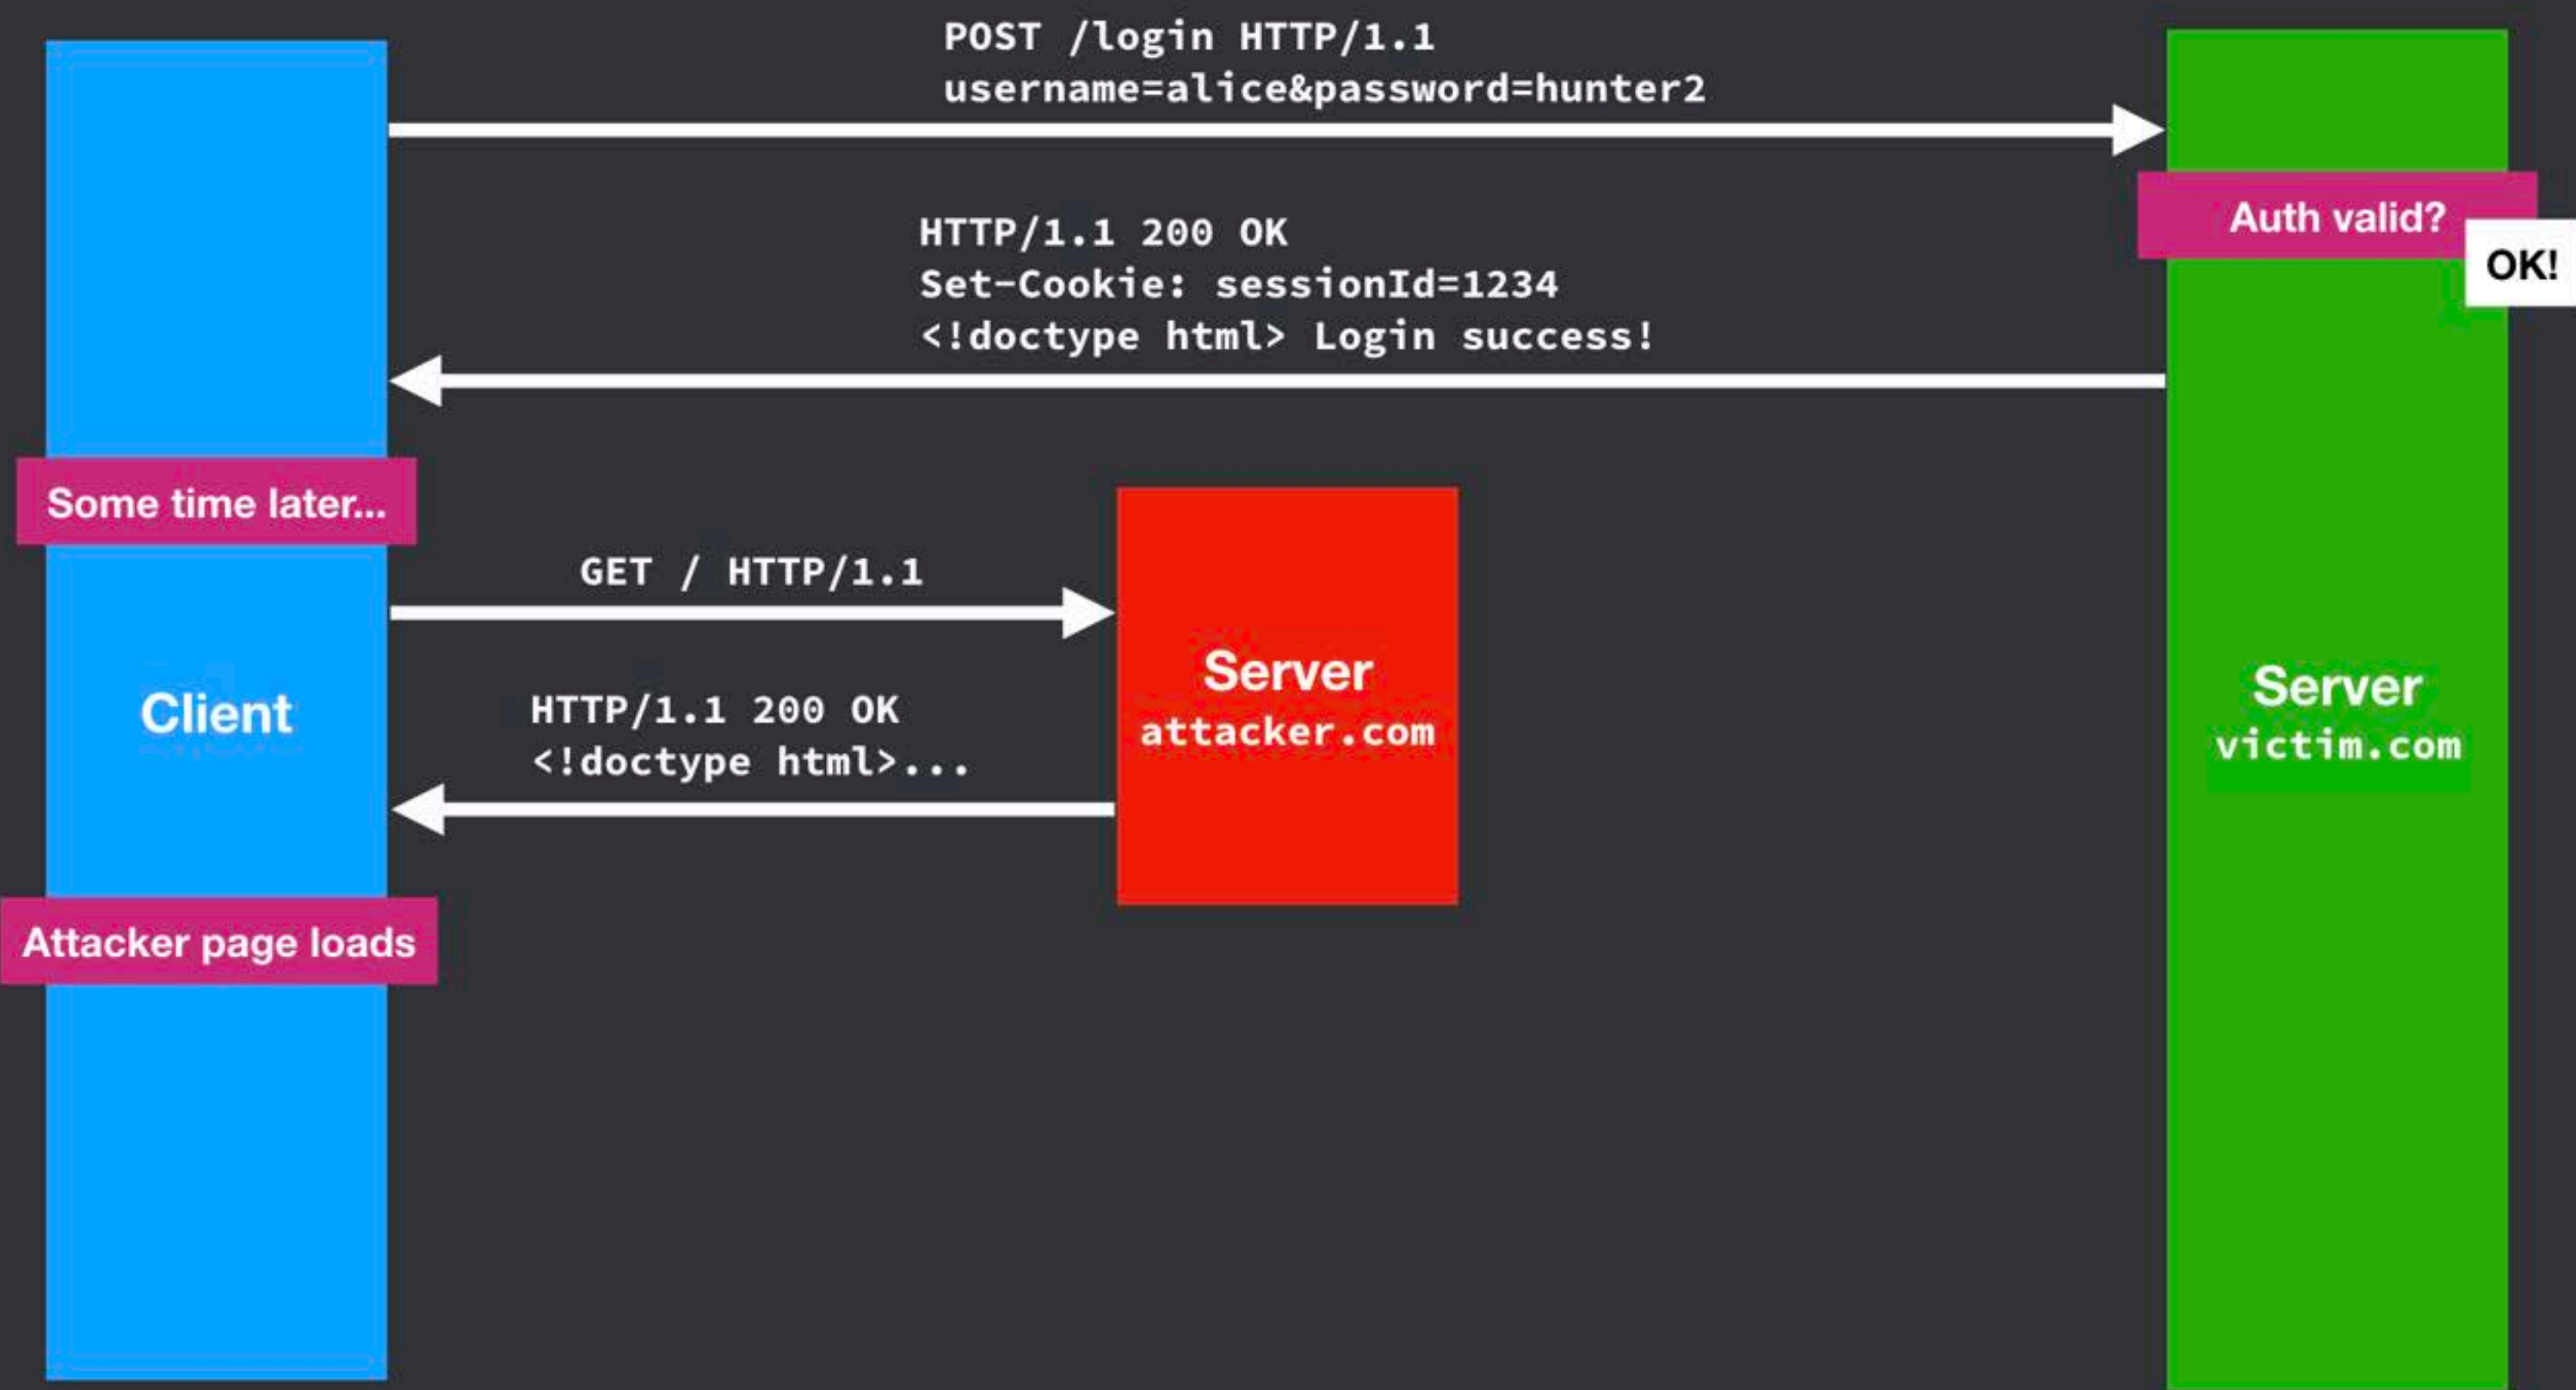 POST /login HTTP/1.1
username=alice&password=hunter2
Auth valid?
OK!
HTTP/1.1 200 OK
Set-Cookie: sessionId=1234
<!doctype html> Login success!
Some time later...
GET / HTTP/1.1
Server
attacker.com
Client
HTTP/1.1 200 OK
<!doctype html>...
Server
victim.com
Attacker page loads